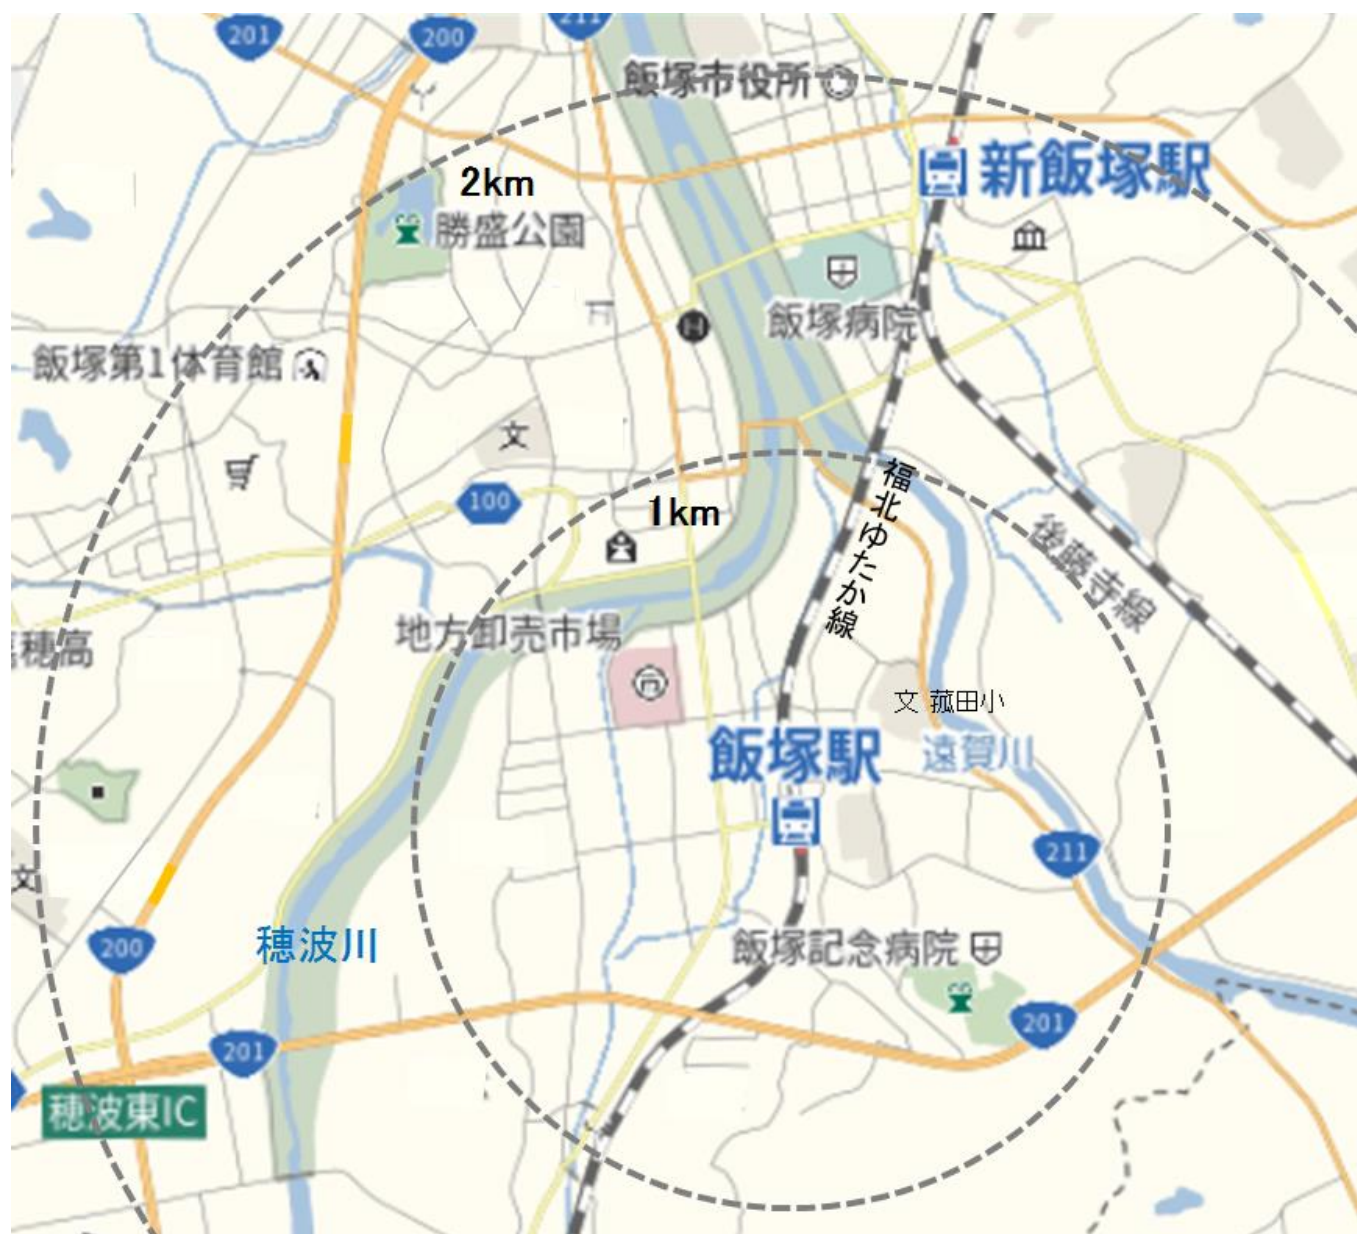 201
200
211
飯塚市役所
新飯塚駅
2km
勝盛公園
飯塚病院
飯塚第1体育館
文
100
1km
福北ゆたか線
後藤寺線
地方卸売市場
穂高
文 菰田小
飯塚駅
遠賀川
211
文
200
穂波川
飯塚記念病院
201
201
穂波東IC